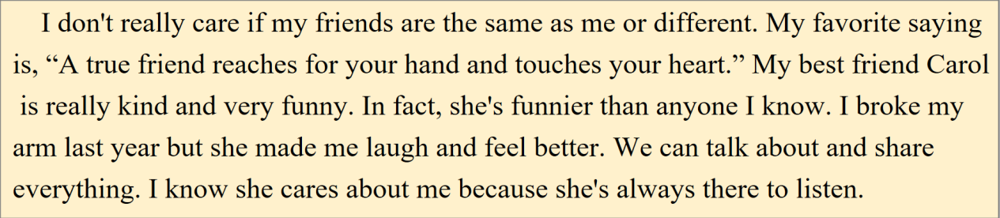 I don't really care if my friends are the same as me or different. My favorite saying
is, “A true friend reaches for your hand and touches your heart.” My best friend Carol
is really kind and very funny. In fact, she's funnier than anyone I know. I broke my
arm last year but she made me laugh and feel better. We can talk about and share
everything. I know she cares about me because she's always there to listen.